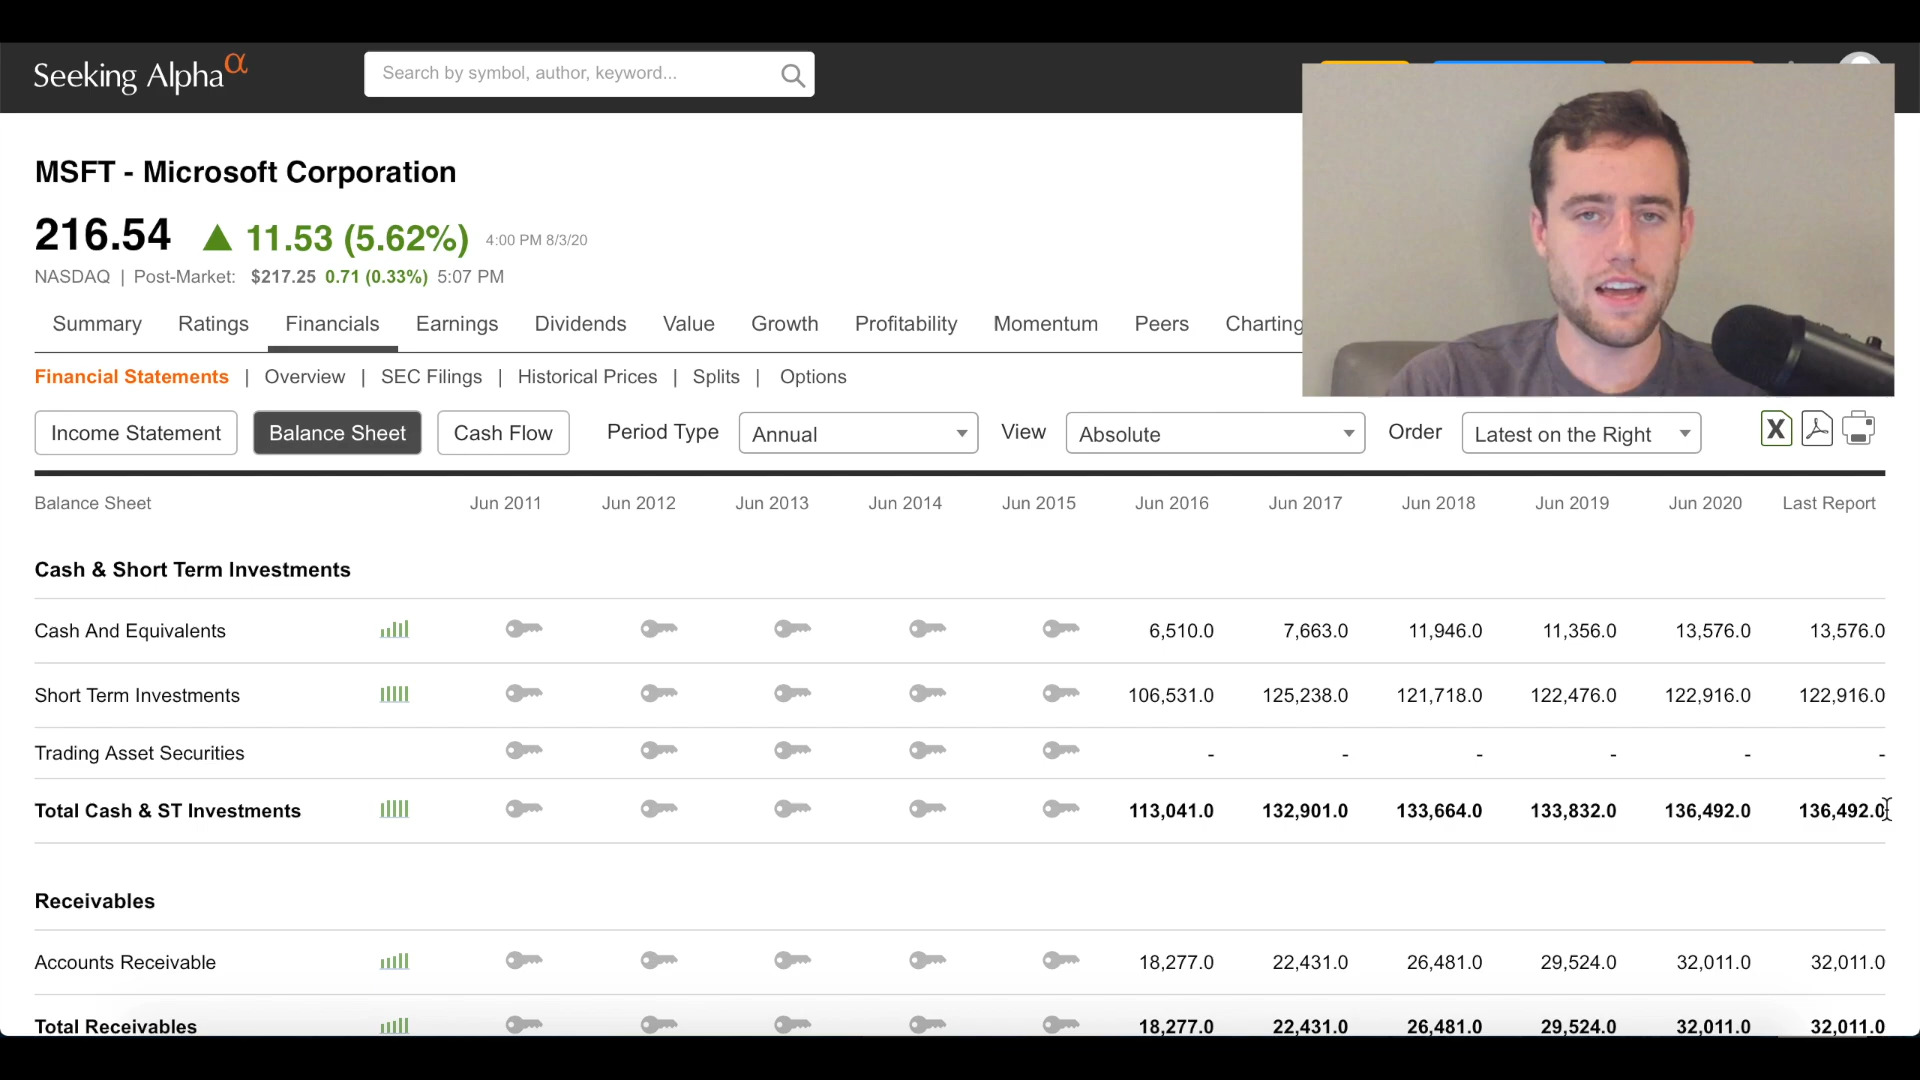 Seeking Alpha α
Search by symbol, author, keyword...
MSFT - Microsoft Corporation
216.54 ▲ 11.53 (5.62%) 4:00 PM 8/3/20
NASDAQ | Post-Market: $217.25 0.71 (0.33%) 5:07 PM
Summary Ratings Financials Earnings Dividends Value Growth Profitability Momentum Peers Charting
Financial Statements | Overview | SEC Filings | Historical Prices | Splits | Options
Income Statement Balance Sheet Cash Flow Period Type Annual View Absolute Order Latest on the Right X
Balance Sheet Jun 2011 Jun 2012 Jun 2013 Jun 2014 Jun 2015 Jun 2016 Jun 2017 Jun 2018 Jun 2019 Jun 2020 Last Report
Cash & Short Term Investments
Cash And Equivalents 6,510.0 7,663.0 11,946.0 11,356.0 13,576.0 13,576.0
Short Term Investments 106,531.0 125,238.0 121,718.0 122,476.0 122,916.0 122,916.0
Trading Asset Securities - - - - - -
Total Cash & ST Investments 113,041.0 132,901.0 133,664.0 133,832.0 136,492.0 136,492.0
Receivables
Accounts Receivable 18,277.0 22,431.0 26,481.0 29,524.0 32,011.0 32,011.0
Total Receivables 18,277.0 22,431.0 26,481.0 29,524.0 32,011.0 32,011.0